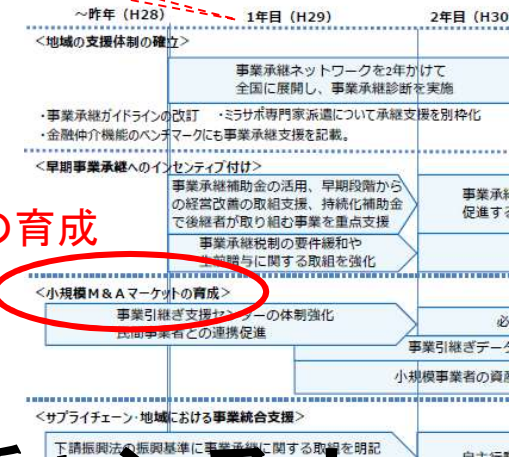 ～昨年（H28）
1年目（H29）
2年目（H30
＜地域の支援体制の確立＞
事業承継ネットワークを2年かけて
全国に展開し、事業承継診断を実施
・事業承継ガイドラインの改訂　・ミラサポ専門家派遣について承継支援を別枠化
・金融仲介機能のベンチマークにも事業承継支援を記載。
＜早期事業承継へのインセンティブ付け＞
事業承継補助金の活用、早期段階から
の経営改善の取組支援、持続化補助金
で後継者が取り組む事業を重点支援
事業承
促進する
事業承継税制の要件緩和や
生前贈与に関する取組を強化
の育成
＜小規模M＆Aマーケットの育成＞
事業引継ぎ支援センターの体制強化
民間事業者との連携促進
必
事業引継ぎデータ
小規模事業者の資産
＜サプライチェーン・地域における事業統合支援＞
下請振興法の振興基準に事業承継に関する取組を明記
自主行動